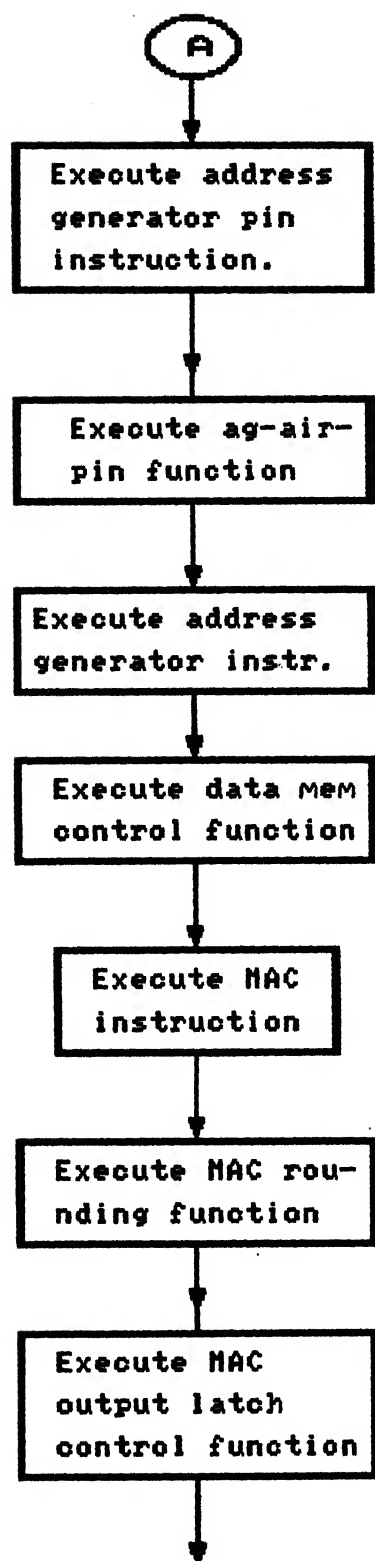 A
Execute address
generator pin
instruction.
Execute ag-air-
pin function
Execute address
generator instr.
Execute data mem
control function
Execute MAC
instruction
Execute MAC rou-
nding function
Execute MAC
output latch
control function